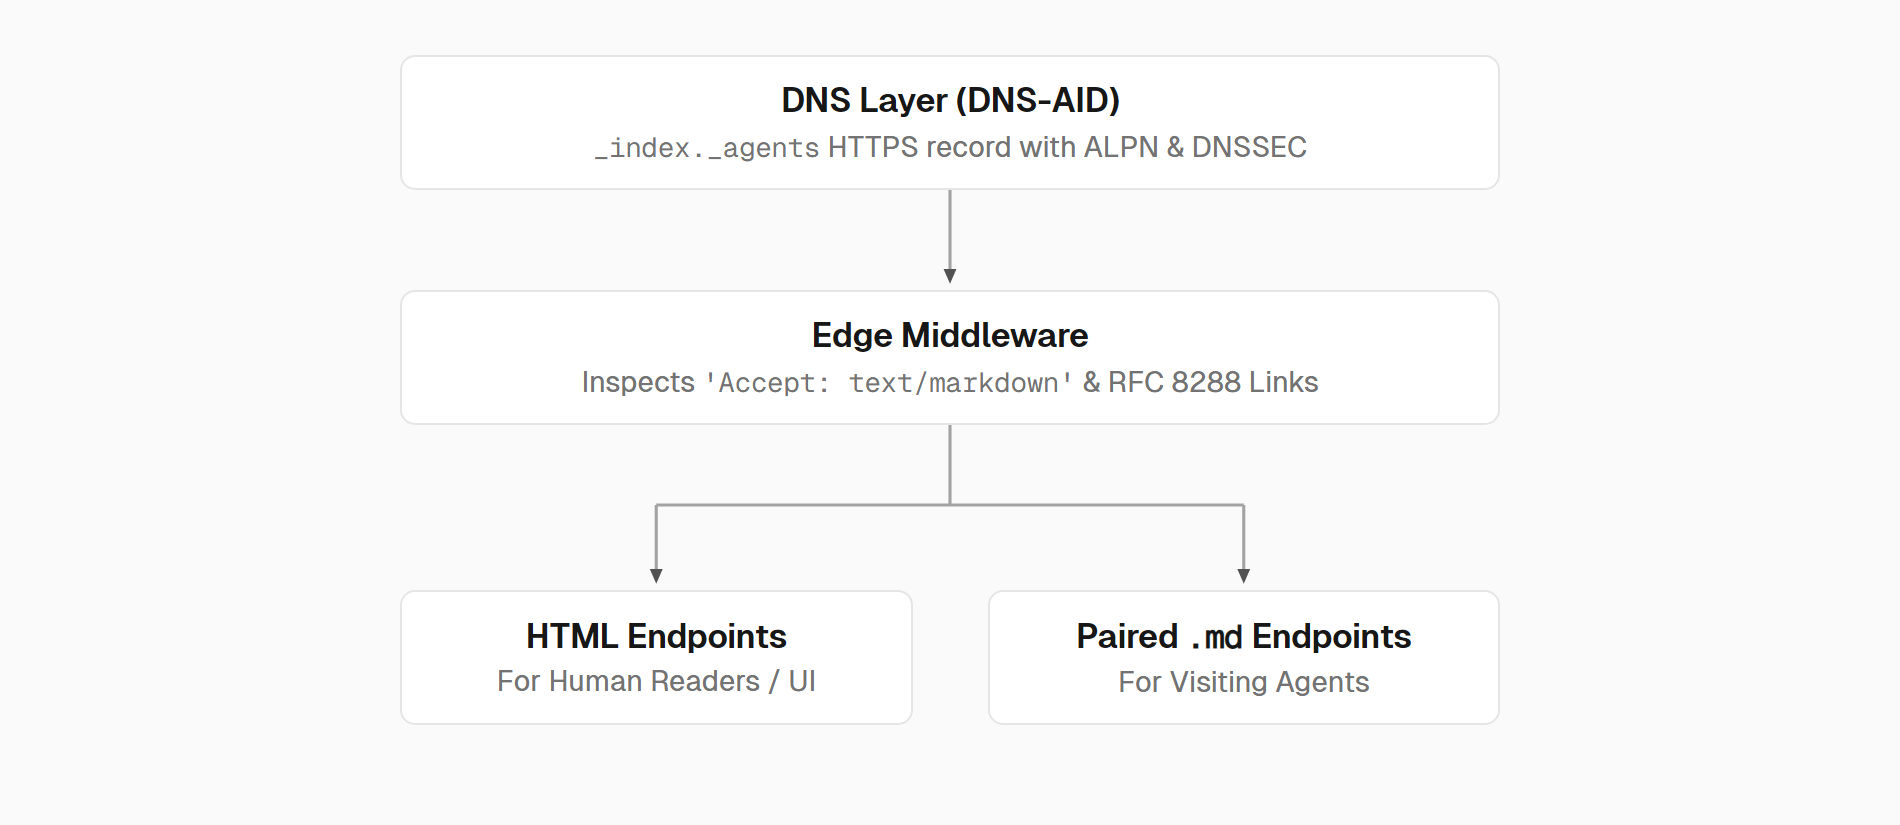 DNS Layer (DNS-AID)
_index._agents HTTPS record with ALPN & DNSSEC
Edge Middleware
Inspects 'Accept: text/markdown' & RFC 8288 Links
HTML Endpoints
For Human Readers / UI
Paired .md Endpoints
For Visiting Agents